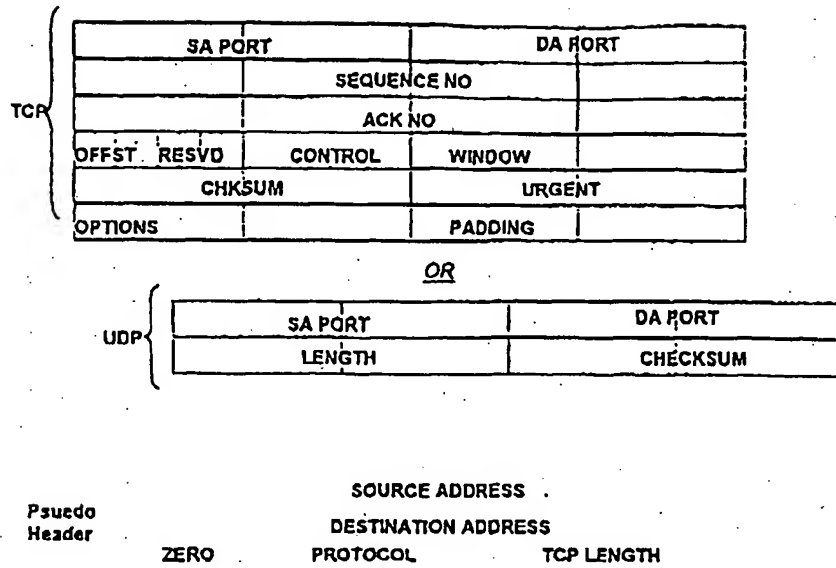 SA PORT DA PORT
SEQUENCE NO
TCP
ACK NO
OFFST RESVD CONTROL WINDOW
CHKSUM URGENT
OPTIONS PADDING
OR
UDP
SA PORT DA PORT
LENGTH CHECKSUM
SOURCE ADDRESS
Psuedo
Header
DESTINATION ADDRESS
ZERO PROTOCOL TCP LENGTH